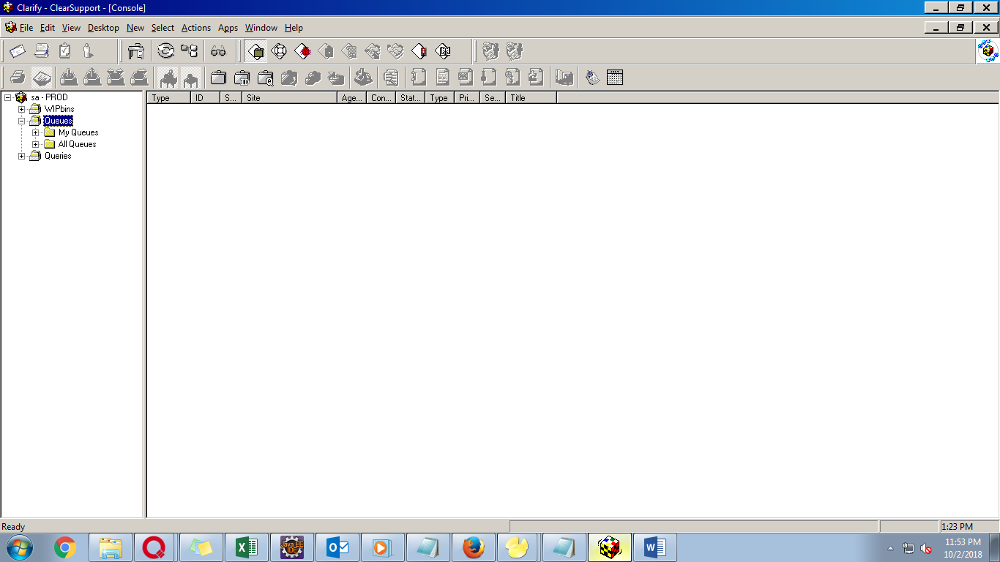 Clarify - ClearSupport - [Console]
File Edit View Desktop New Select Actions Apps Window Help
sa - PROD
WIPbins
Queues
My Queues
All Queues
Queries
Type ID S... Site Age... Con... Stat... Type Pri... Se... Title
Ready
1:23 PM
Java EE
IDE
11:53 PM
10/2/2018